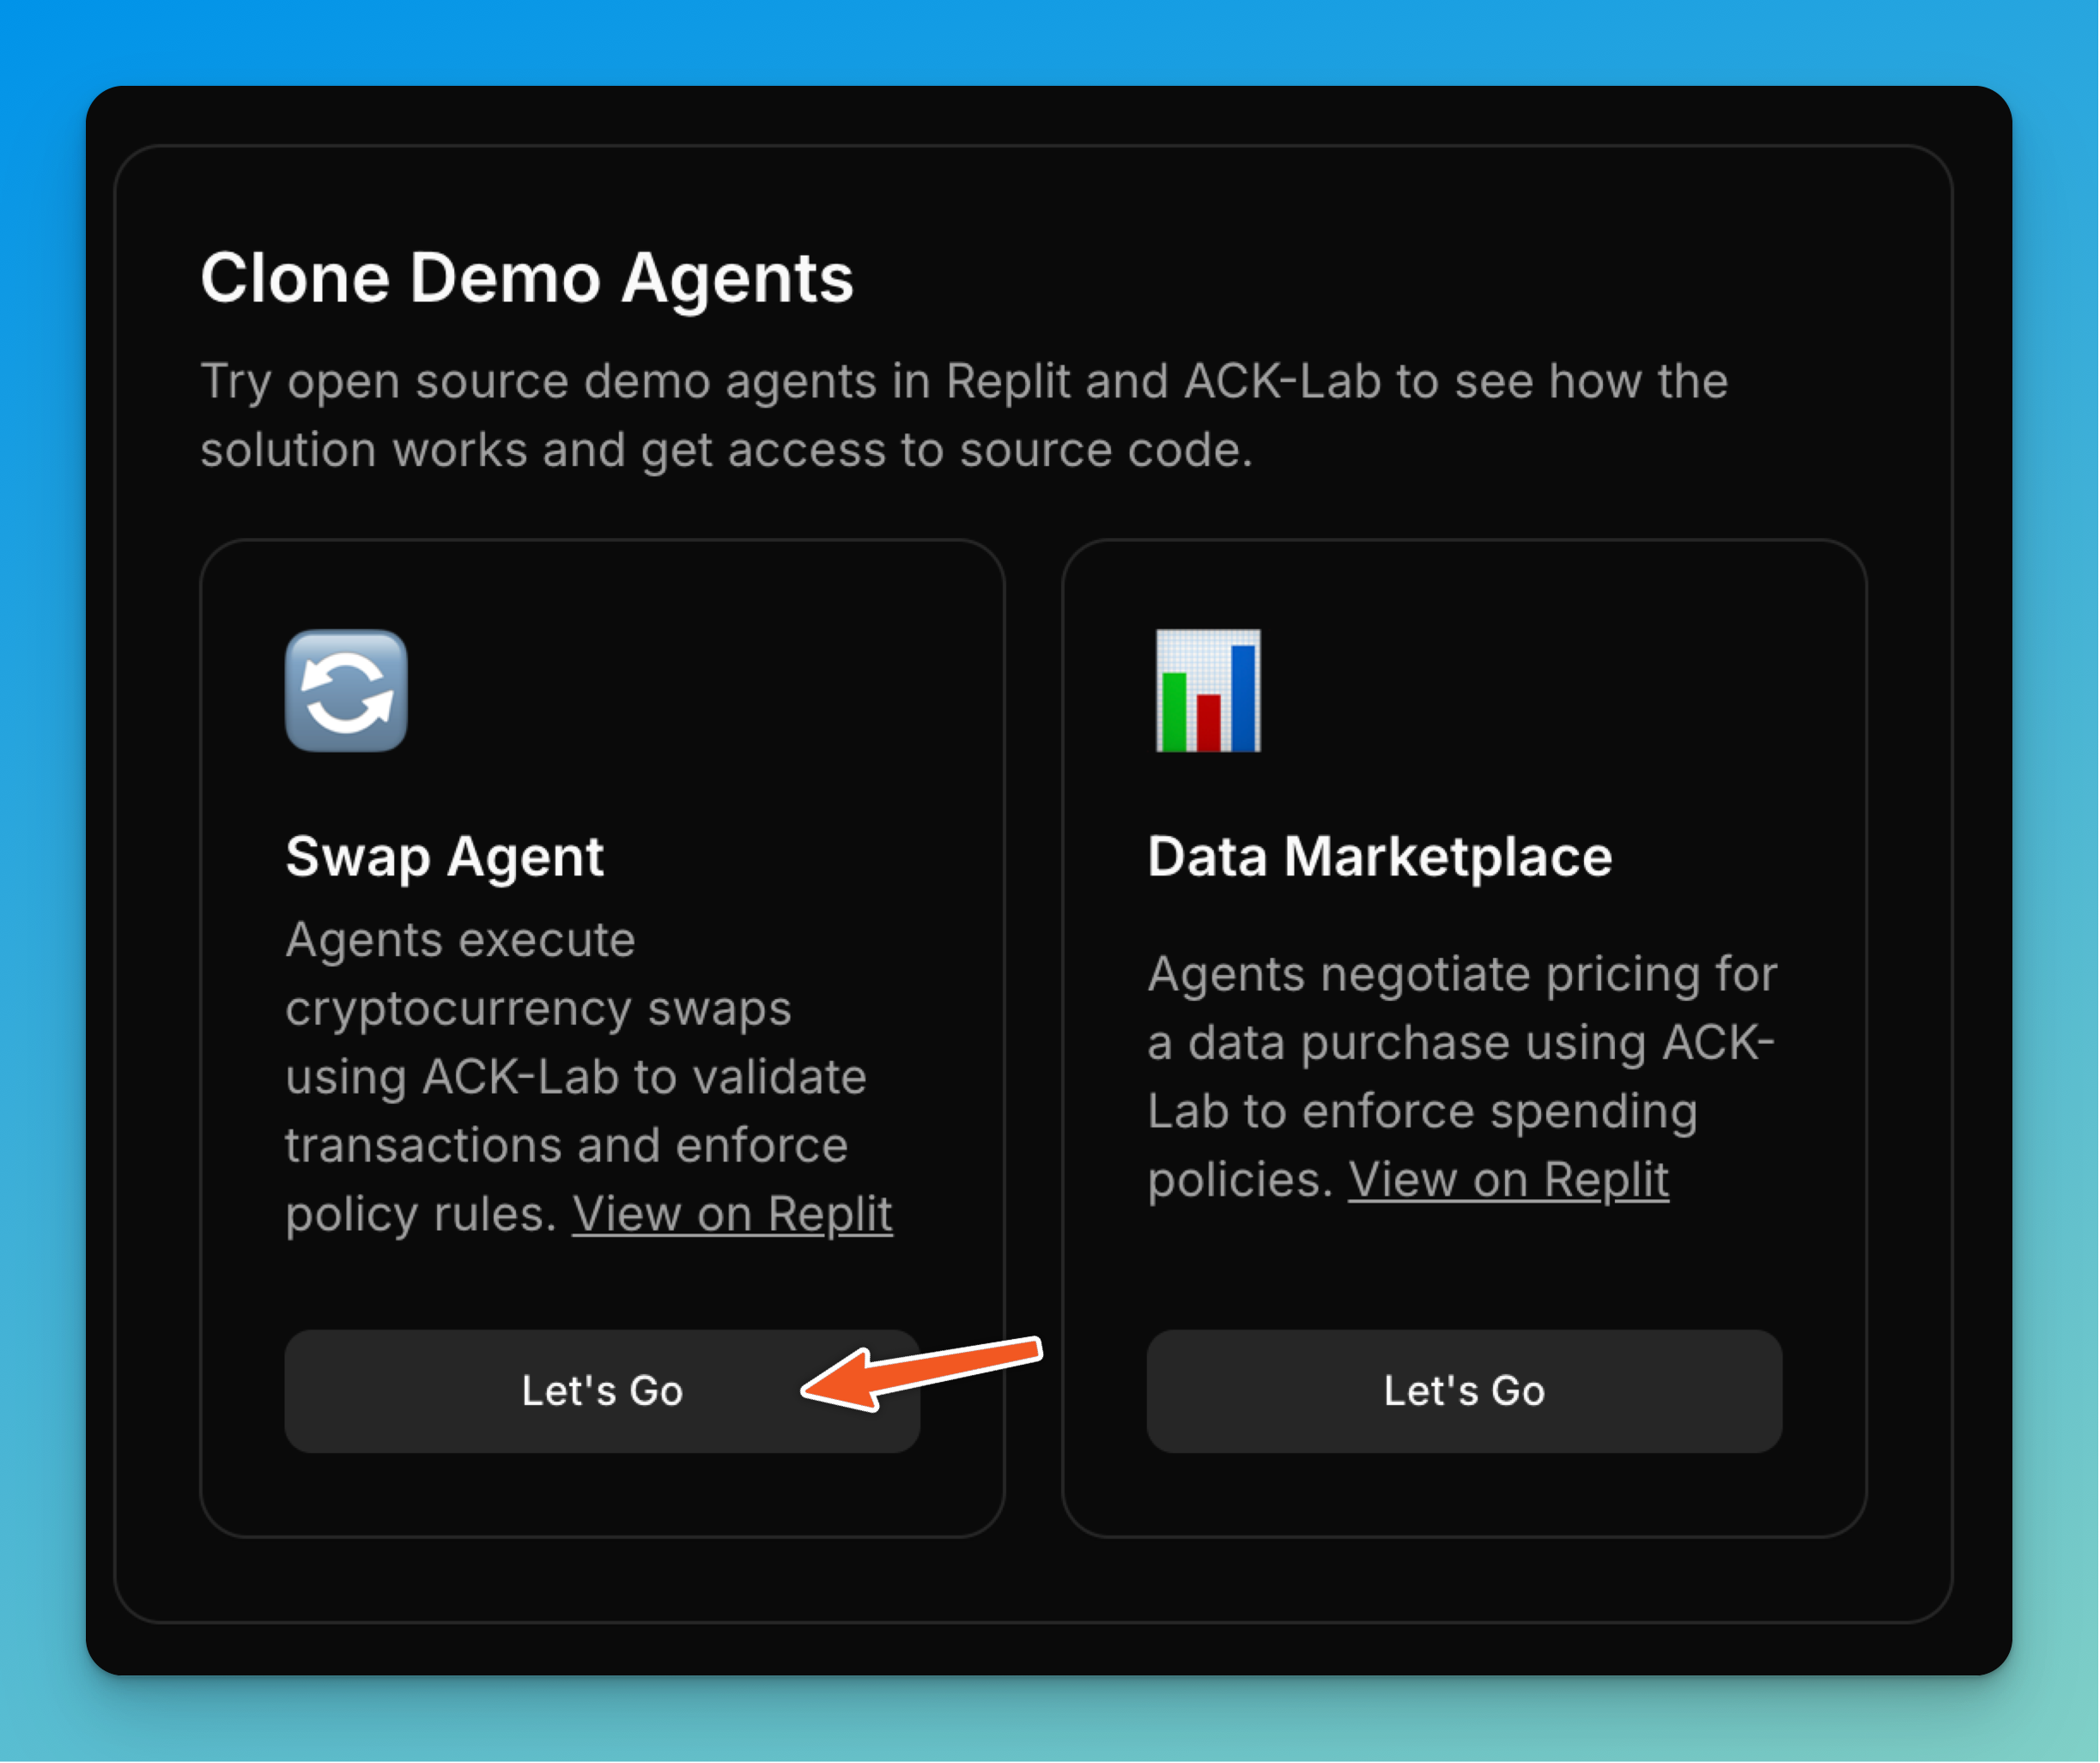 Clone Demo Agents
Try open source demo agents in Replit and ACK-Lab to see how the
solution works and get access to source code.
Swap Agent
Agents execute
cryptocurrency swaps
using ACK-Lab to validate
transactions and enforce
policy rules. View on Replit
Let's Go
Data Marketplace
Agents negotiate pricing for
a data purchase using ACK-
Lab to enforce spending
policies. View on Replit
Let's Go